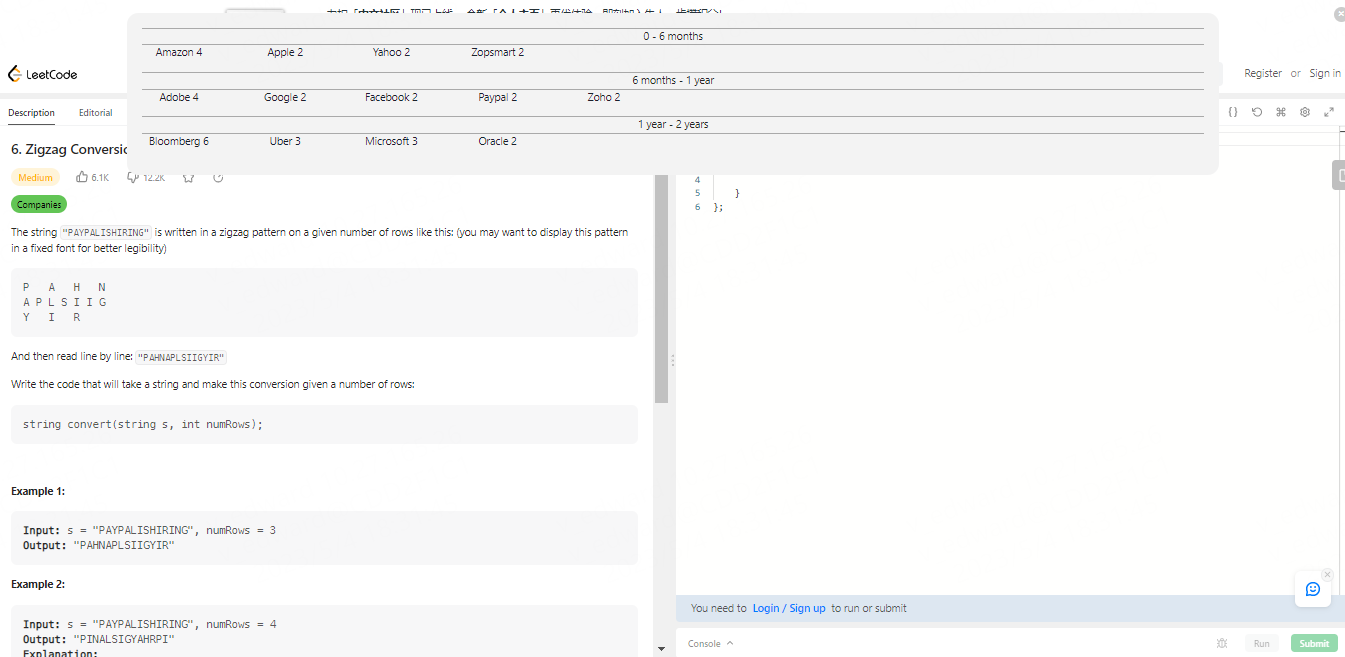 0 - 6 months
Amazon 4 Apple 2 Yahoo 2 Zopsmart 2
6 months - 1 year
Adobe 4 Google 2 Facebook 2 Paypal 2 Zoho 2
1 year - 2 years
Bloomberg 6 Uber 3 Microsoft 3 Oracle 2
LeetCode
Register or Sign in
Description Editorial
{}
6. Zigzag Conversio
Medium 6.1K 12.2K
Companies
The string "PAYPALISHIRING" is written in a zigzag pattern on a given number of rows like this: (you may want to display this pattern
in a fixed font for better legibility)
P A H N
A P L S I I G
Y I R
And then read line by line: "PAHNAPLSIIGYIR"
Write the code that will take a string and make this conversion given a number of rows:
string convert(string s, int numRows);
Example 1:
Input: s = "PAYPALISHIRING", numRows = 3
Output: "PAHNAPLSIIGYIR"
Example 2:
Input: s = "PAYPALISHIRING", numRows = 4
Output: "PINALSIGYAHRPI"
Explanation:
4
5 }
6 };
You need to Login / Sign up to run or submit
Console Run Submit